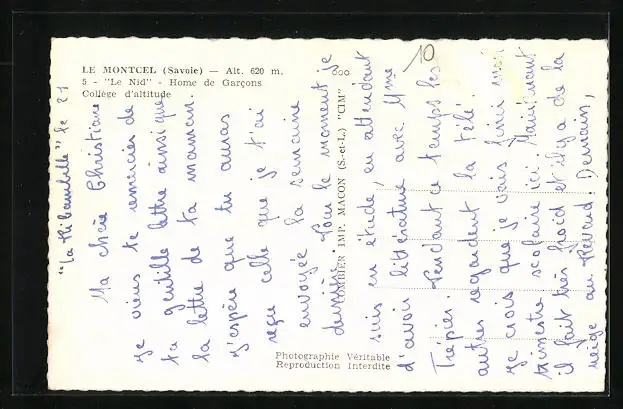 LE MONTCEL (Savoie) — Alt. 620 m.
5 - "Le Nid" - Home de Garçons
Collège d'altitude
COMBIER IMP. MACON (S-et-L.) "CIM"
Photographie Véritable
Reproduction Interdite
10
"La Ribambelle" le 21
Ma chère Christiane
Je viens te remercier de
ta gentille lettre ainsi que
la lettre de ta maman.
J'espère que tu auras
reçu celle que je t'ai
envoyée la semaine
dernière. Pour le moment je
suis en étude, en attendant
d'avoir littérature avec Mme
Trépier. Pendant ce temps les
autres regardent la télé.
Je crois que je vais finir mon
trimestre scolaire ici. Maintenant
il fait très froid et il y a de la
neige au Revard. Demain,